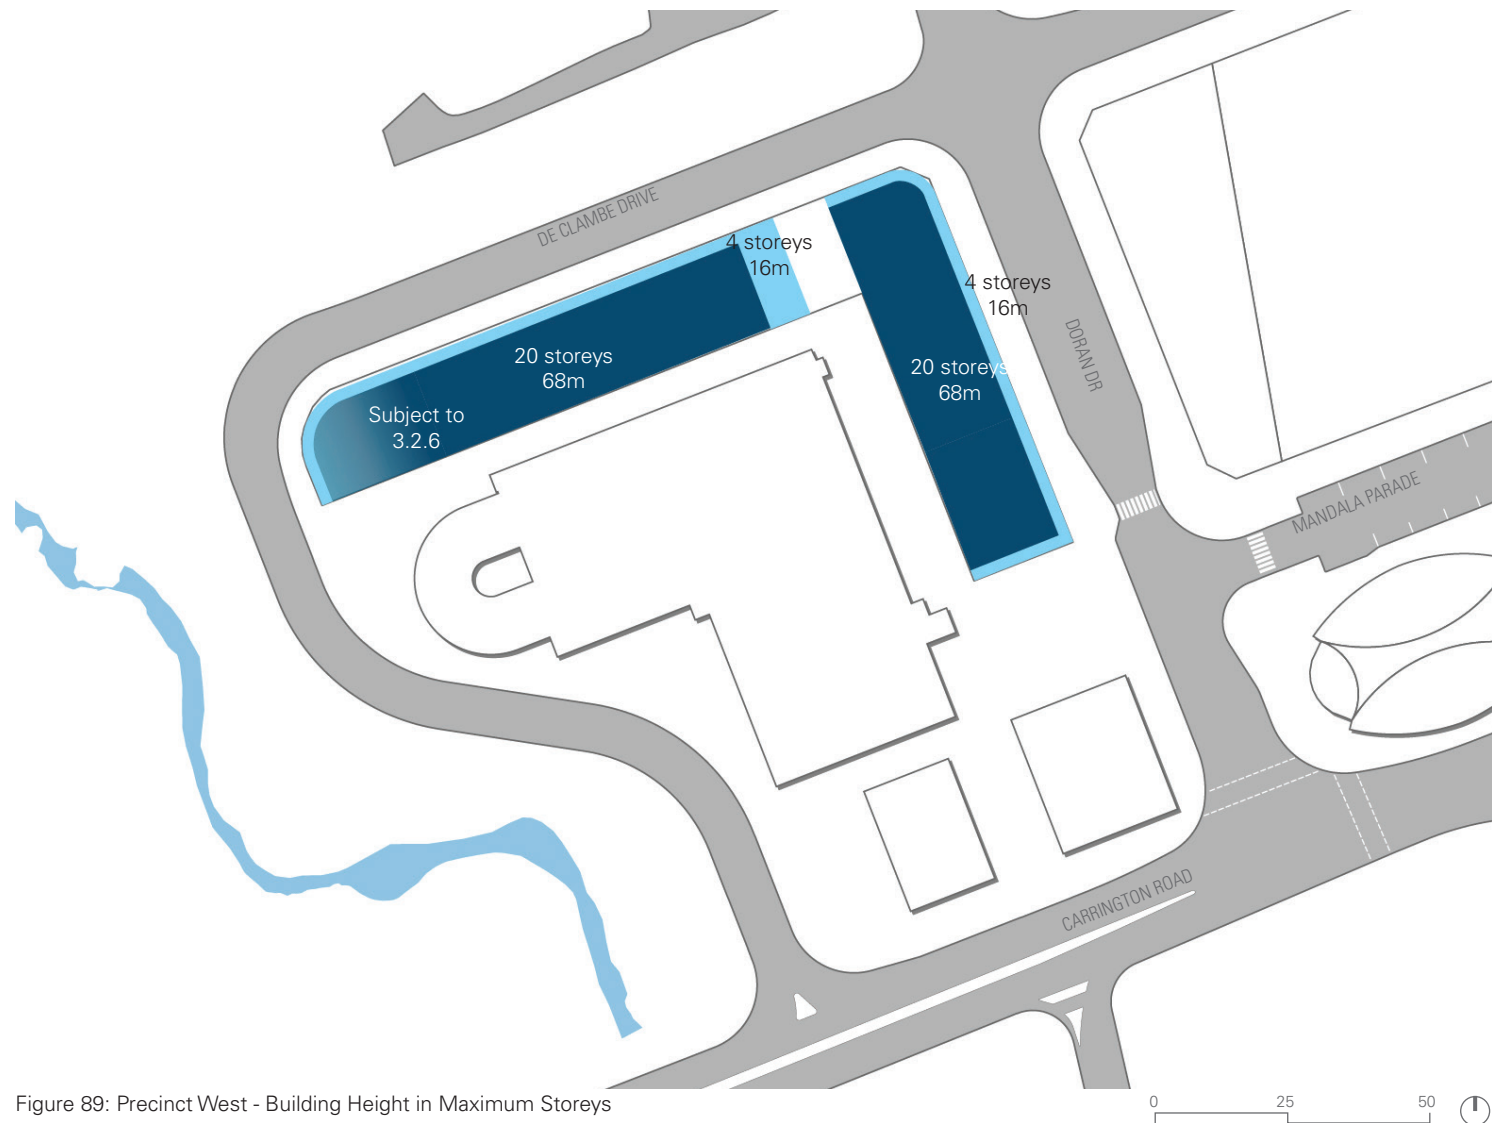 DE CLAMBE DRIVE
4 storeys
16m
4 storeys
16m
DORAN DR
20 storeys
68m
20 storeys
68m
Subject to
3.2.6
MANDALA PARADE
CARRINGTON ROAD
Figure 89: Precinct West - Building Height in Maximum Storeys
0 25 50